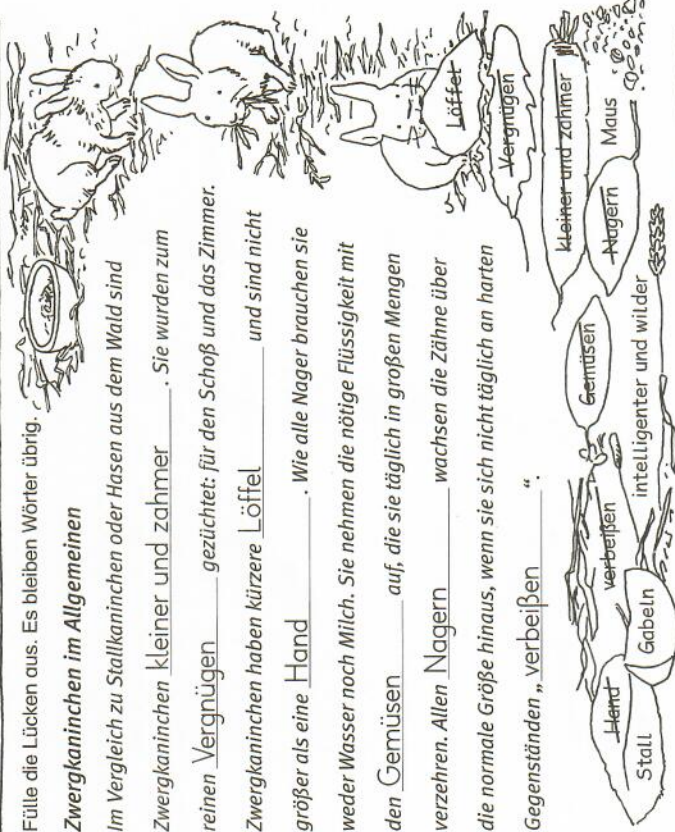 Fülle die Lücken aus. Es bleiben Wörter übrig.
Zwergkaninchen im Allgemeinen
Im Vergleich zu Stallkaninchen oder Hasen aus dem Wald sind
Zwergkaninchen kleiner und zahmer. Sie wurden zum
reinen Vergnügen gezüchtet: für den Schoß und das Zimmer.
Zwergkaninchen haben kürzere Löffel und sind nicht
größer als eine Hand. Wie alle Nager brauchen sie
weder Wasser noch Milch. Sie nehmen die nötige Flüssigkeit mit
den Gemüsen auf, die sie täglich in großen Mengen
verzehren. Allen Nagern wachsen die Zähne über
die normale Größe hinaus, wenn sie sich nicht täglich an harten
Gegenständen „verbeißen“.
Hand
Stall
verbeißen
Gabeln
Gemüsen
intelligenter und wilder
Löffel
Vergnügen
kleiner und zahmer
Nagern
Maus